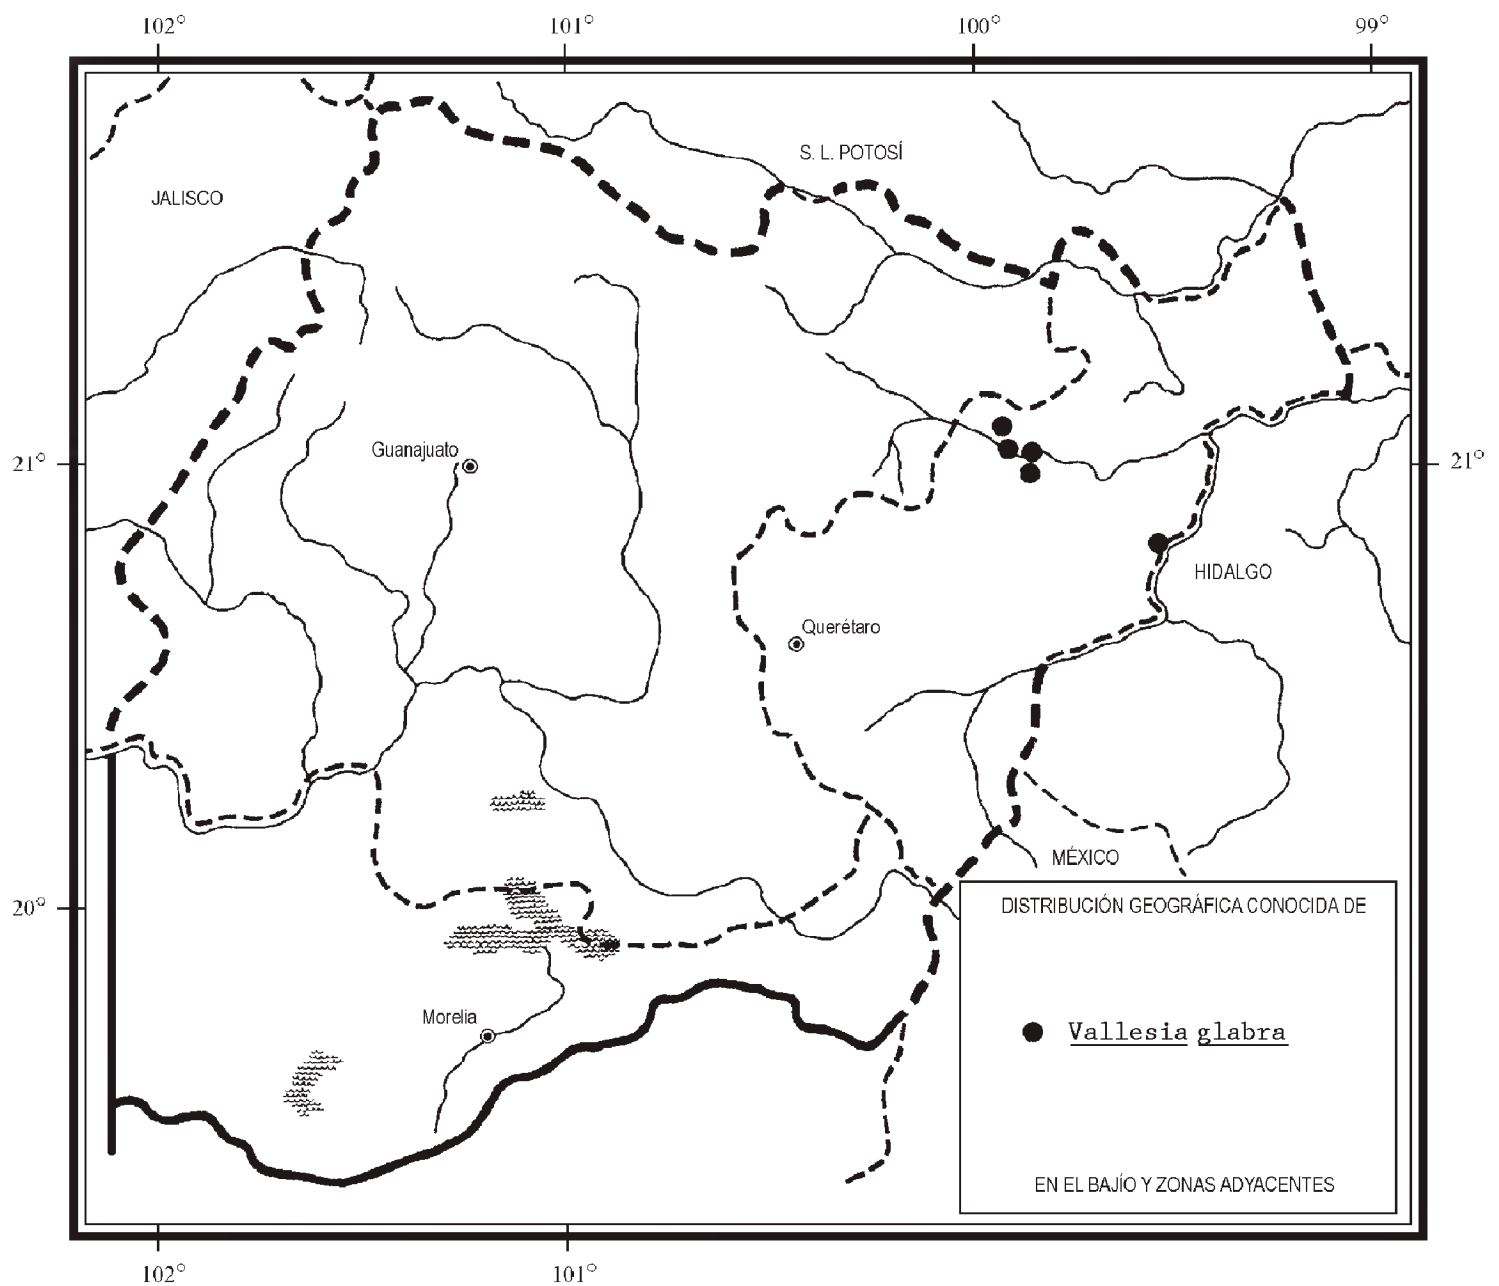 102° 101° 100° 99°
S. L. POTOSÍ
JALISCO
Guanajuato
21° 21°
HIDALGO
Querétaro
MÉXICO
20°
DISTRIBUCIÓN GEOGRÁFICA CONOCIDA DE
Morelia
Vallesia glabra
EN EL BAJÍO Y ZONAS ADYACENTES
102° 101°